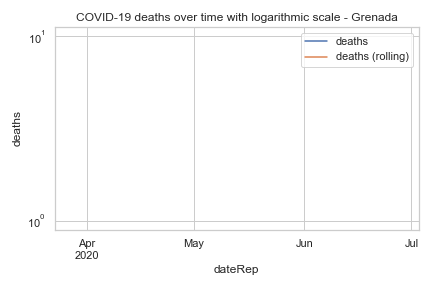 COVID-19 deaths over time with logarithmic scale - Grenada
10¹
deaths
deaths (rolling)
deaths
10⁰
Apr May Jun Jul
2020
dateRep